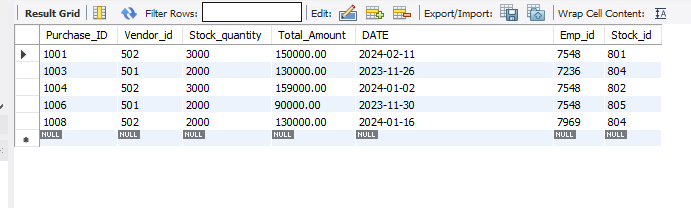 Result Grid Filter Rows: Edit: Export/Import: Wrap Cell Content: IA
Purchase_ID Vendor_id Stock_quantity Total_Amount DATE Emp_id Stock_id
1001 502 3000 150000.00 2024-02-11 7548 801
1003 501 2000 130000.00 2023-11-26 7236 804
1004 502 3000 159000.00 2024-01-02 7548 802
1006 501 2000 90000.00 2023-11-30 7548 805
1008 502 2000 130000.00 2024-01-16 7969 804
NULL NULL NULL NULL NULL NULL NULL